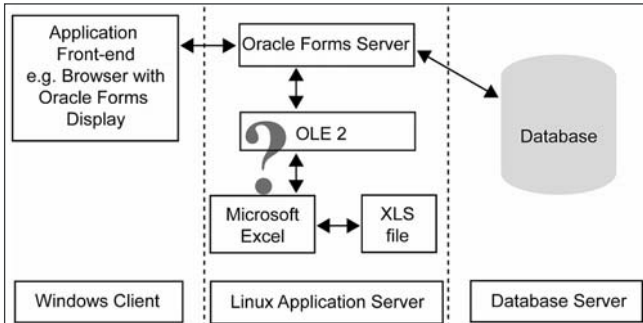 Application
Front-end
e.g. Browser with
Oracle Forms
Display
Oracle Forms Server
OLE 2
?
Microsoft
Excel
XLS
file
Database
Windows Client
Linux Application Server
Database Server